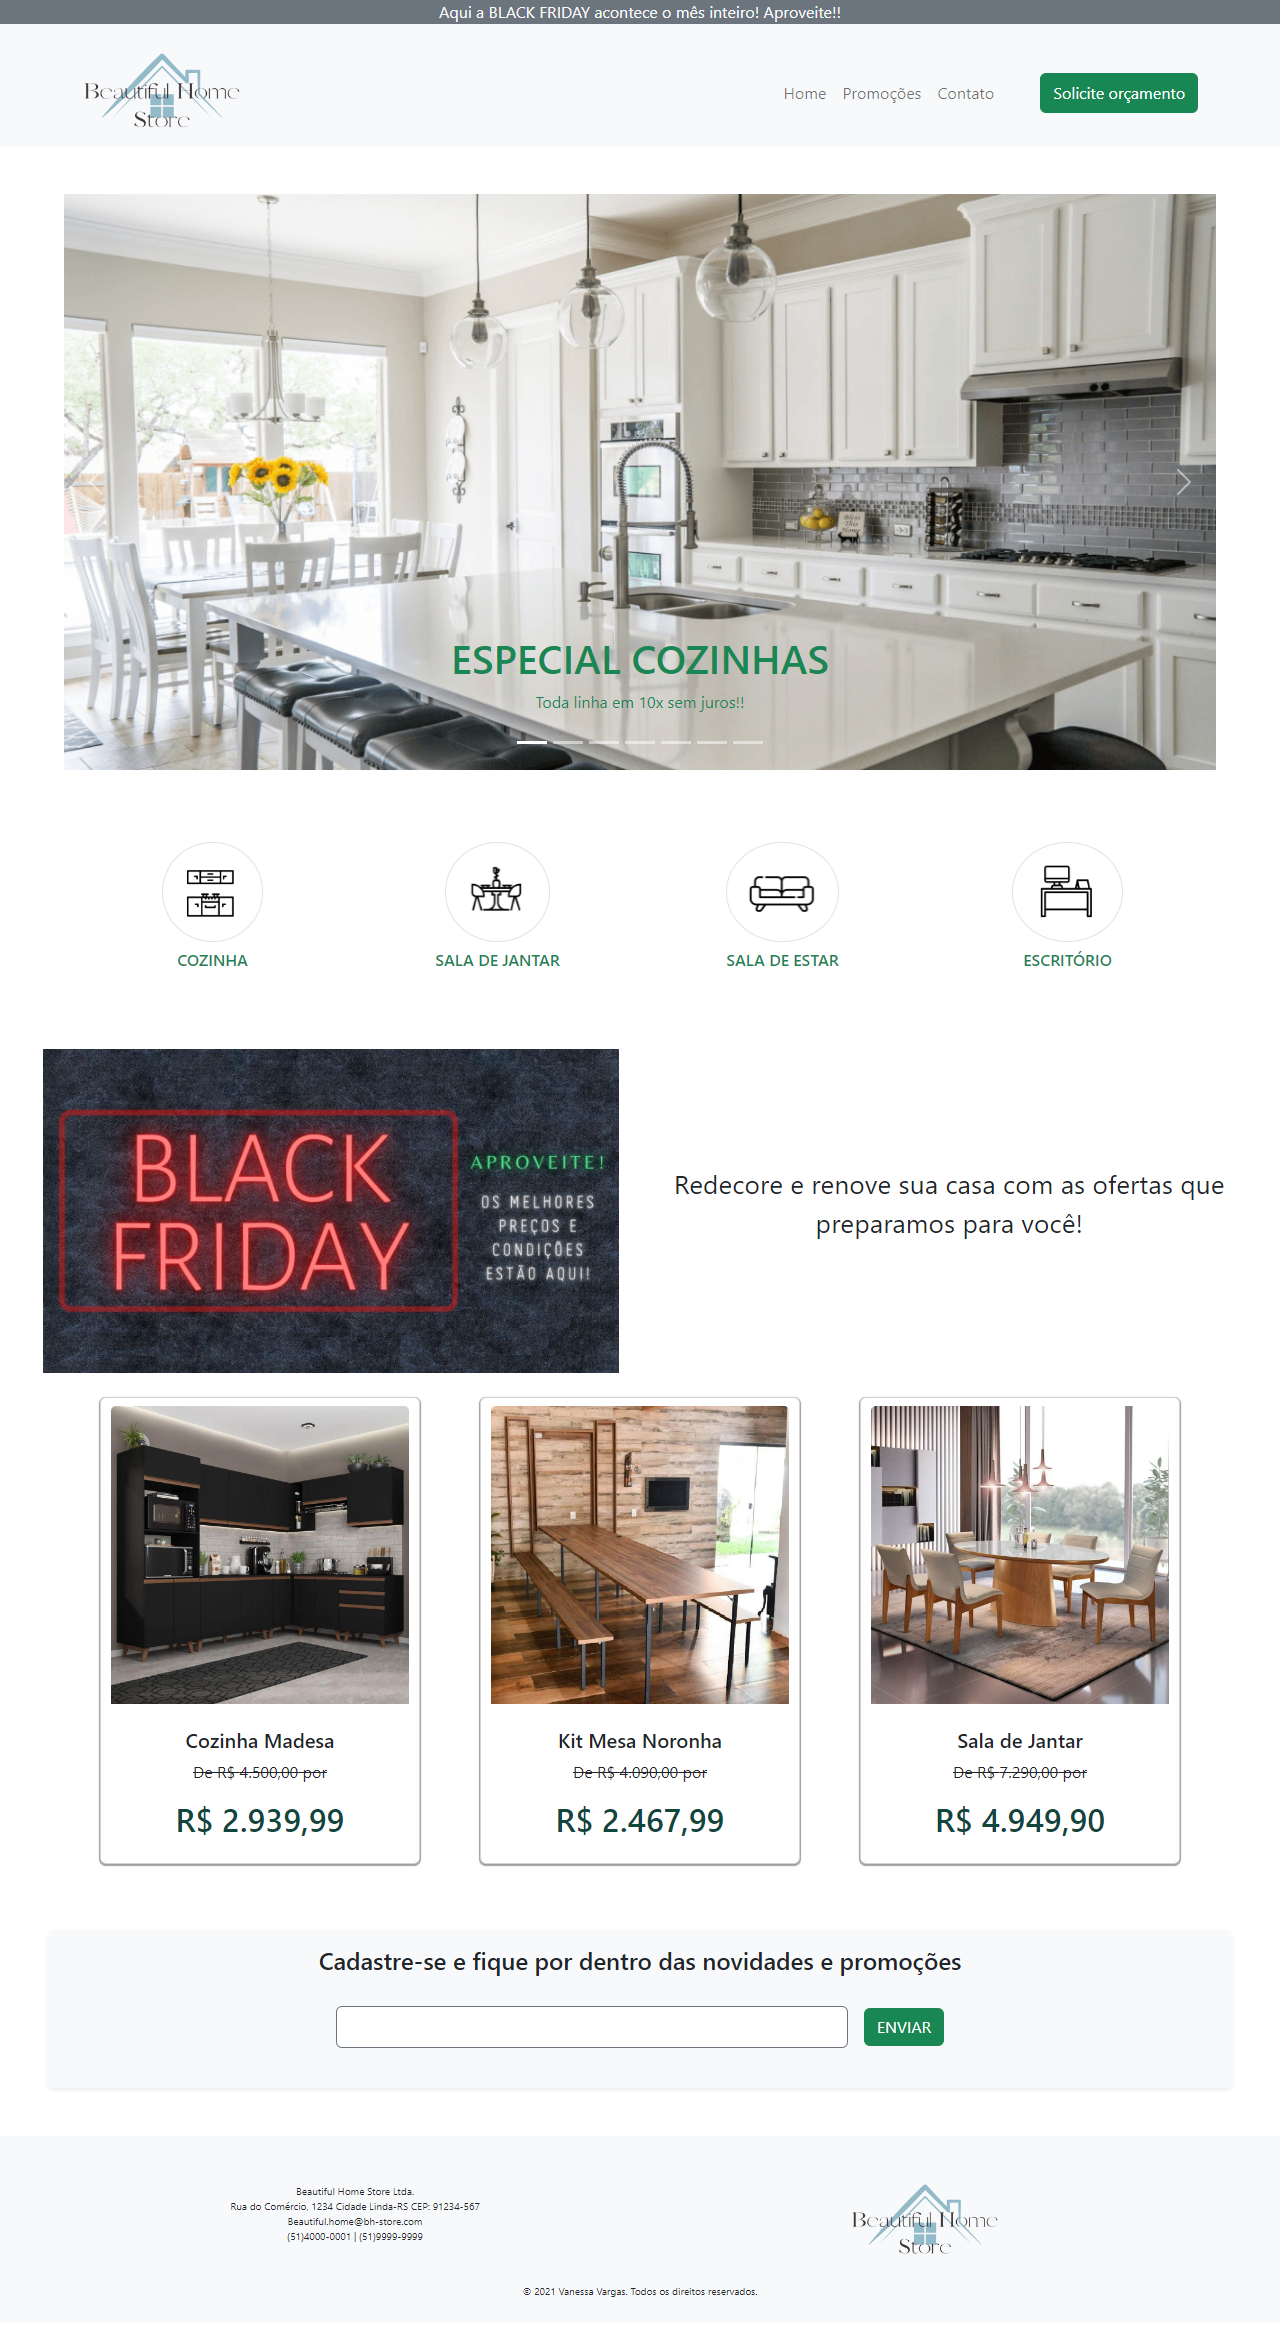 Aqui a BLACK FRIDAY acontece o mês inteiro! Aproveite!!
Beautiful Home
Store
Home Promoções Contato Solicite orçamento
Bless
This
Home
ESPECIAL COZINHAS
Toda linha em 10x sem juros!!
COZINHA SALA DE JANTAR SALA DE ESTAR ESCRITÓRIO
BLACK
FRIDAY
APROVEITE!
OS MELHORES
PREÇOS E
CONDIÇÕES
ESTÃO AQUI!
Redecore e renove sua casa com as ofertas que
preparamos para você!
Cozinha Madesa
De R$ 4.500,00 por
R$ 2.939,99
Kit Mesa Noronha
De R$ 4.090,00 por
R$ 2.467,99
Sala de Jantar
De R$ 7.290,00 por
R$ 4.949,90
Cadastre-se e fique por dentro das novidades e promoções
ENVIAR
Beautiful Home Store Ltda.
Rua do Comércio, 1234 Cidade Linda-RS CEP: 91234-567
Beautiful.home@bh-store.com
(51)4000-0001 | (51)9999-9999
Beautiful Home
Store
© 2021 Vanessa Vargas. Todos os direitos reservados.